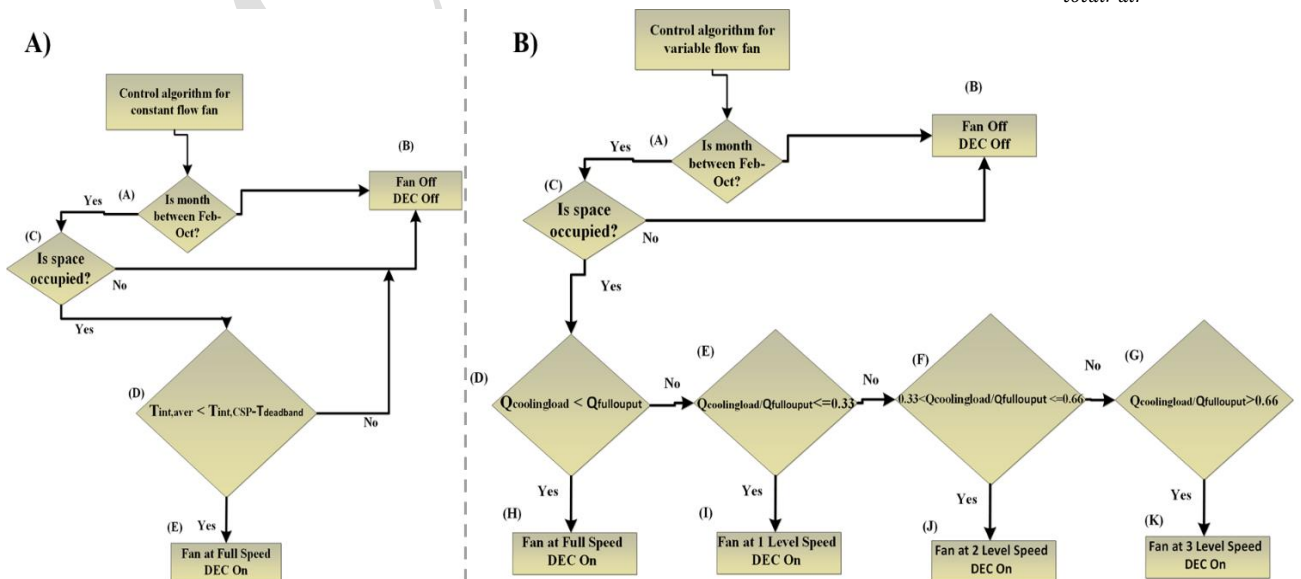 A)
Control algorithm for
constant flow fan
(A)
Is month
between Feb-
Oct?
Yes
(B)
Fan Off
DEC Off
(C)
Is space
occupied?
No
Yes
(D)
Tint,aver < Tint,CSP-Tdeadband
No
Yes
(E)
Fan at Full Speed
DEC On
B)
Control algorithm for
variable flow fan
(A)
Is month
between Feb-
Oct?
Yes
(B)
Fan Off
DEC Off
(C)
Is space
occupied?
No
Yes
(D)
Qcoolingload < Qfullouput
No
Yes
(H)
Fan at Full Speed
DEC On
(E)
Qcoolingload/Qfullouput<=0.33
No
Yes
(I)
Fan at 1 Level Speed
DEC On
(F)
0.33<Qcoolingload/Qfullouput <=0.66
No
Yes
(J)
Fan at 2 Level Speed
DEC On
(G)
Qcoolingload/Qfullouput>0.66
Yes
(K)
Fan at 3 Level Speed
DEC On